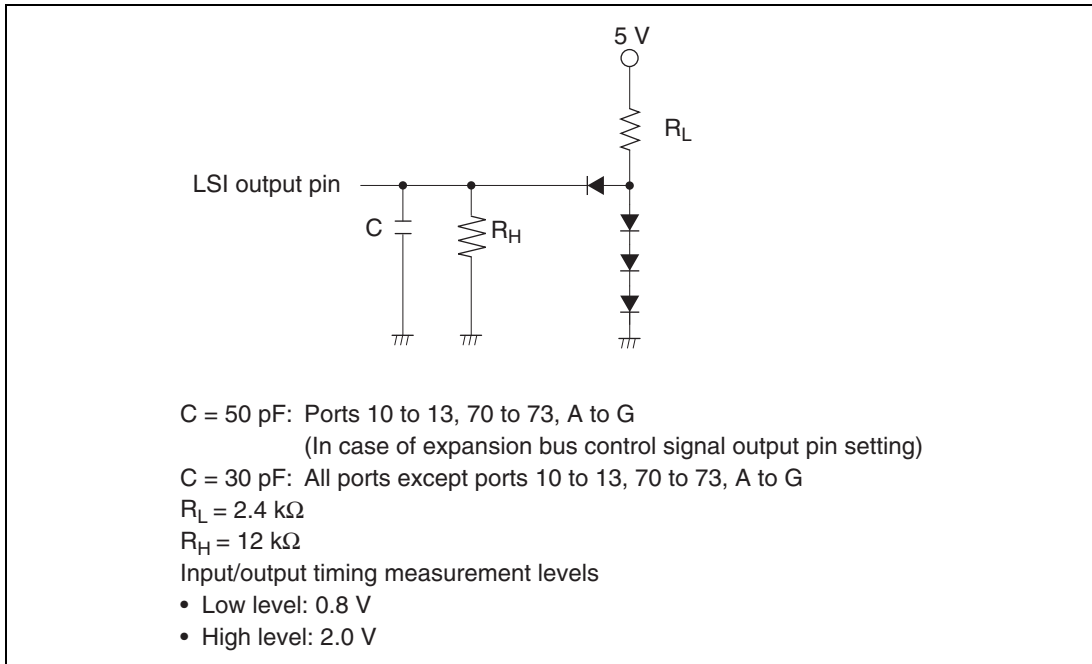 5 V
R_L
LSI output pin
C
R_H
C = 50 pF: Ports 10 to 13, 70 to 73, A to G
(In case of expansion bus control signal output pin setting)
C = 30 pF: All ports except ports 10 to 13, 70 to 73, A to G
R_L = 2.4 kΩ
R_H = 12 kΩ
Input/output timing measurement levels
• Low level: 0.8 V
• High level: 2.0 V